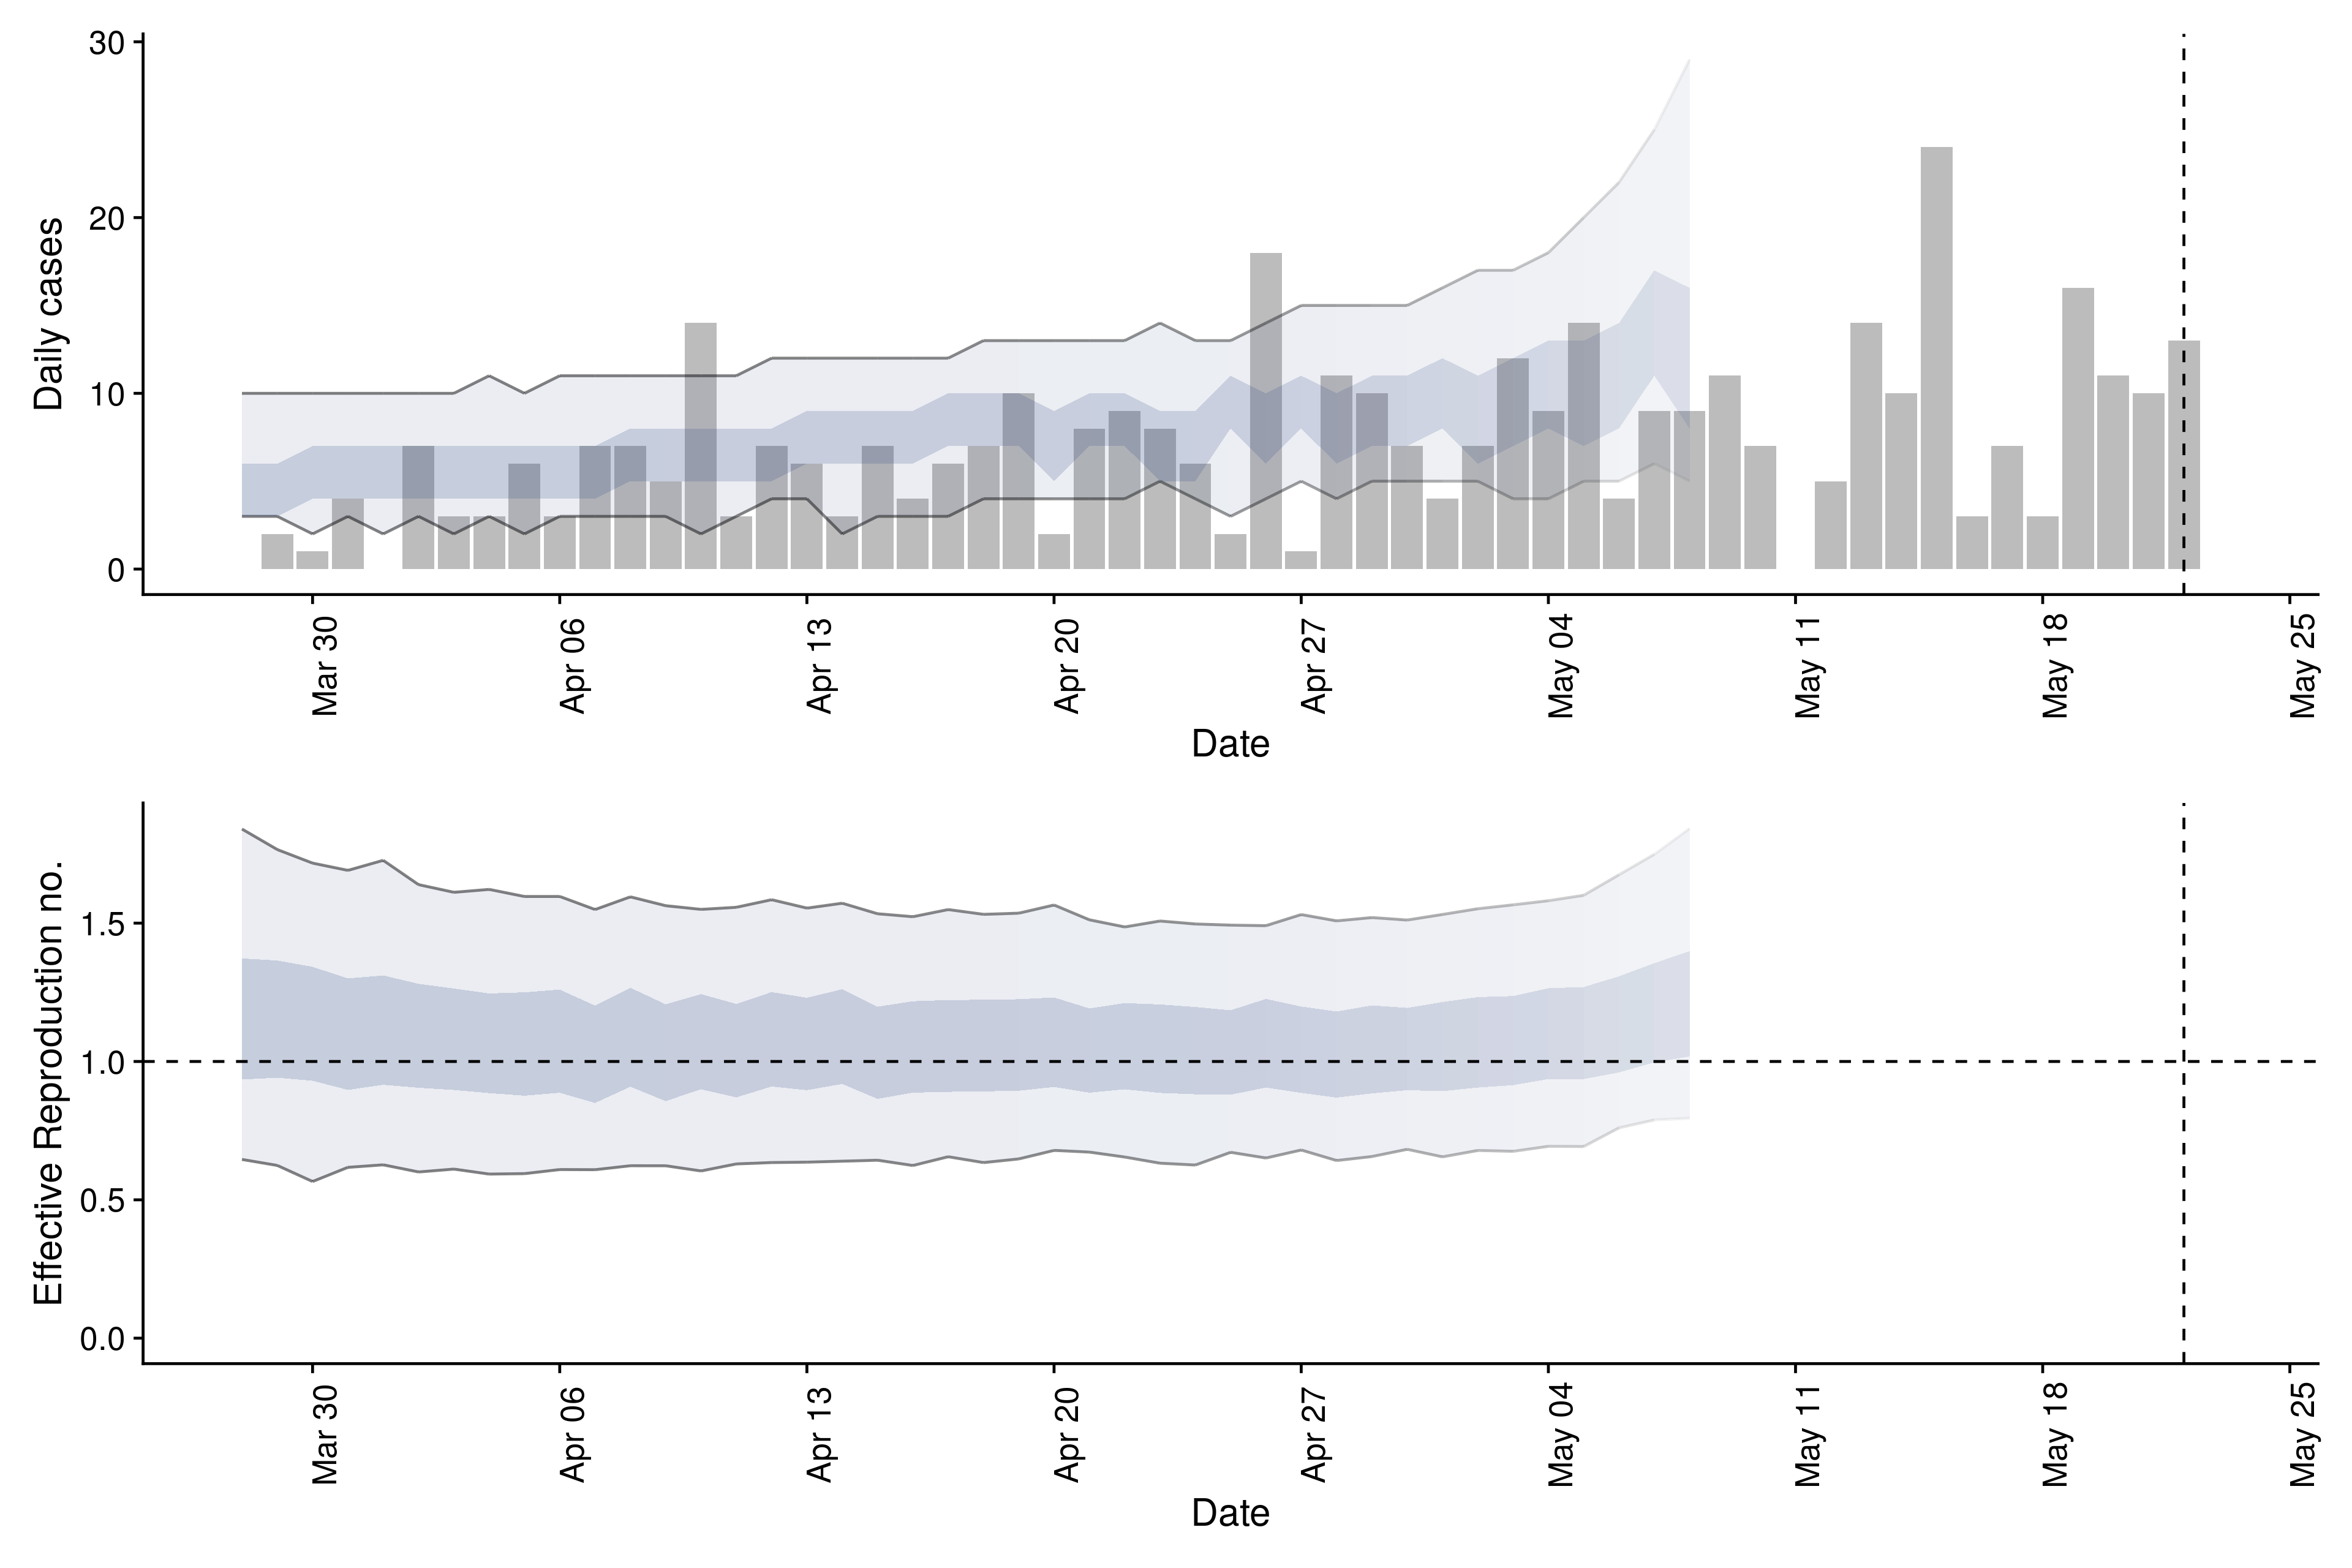 Daily cases
30
20
10
0
Mar 30
Apr 06
Apr 13
Apr 20
Apr 27
May 04
May 11
May 18
May 25
Date
Effective Reproduction no.
1.5
1.0
0.5
0.0
Mar 30
Apr 06
Apr 13
Apr 20
Apr 27
May 04
May 11
May 18
May 25
Date